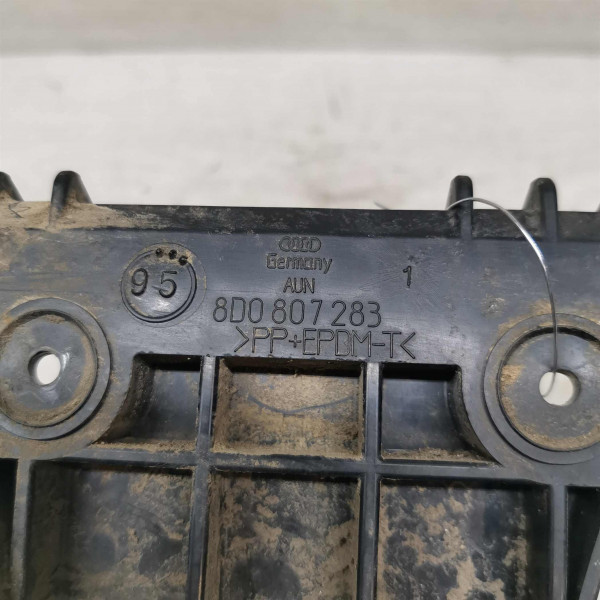 Germany
AUN
95
1
8D0 807 283
>PP+EPDM-T<